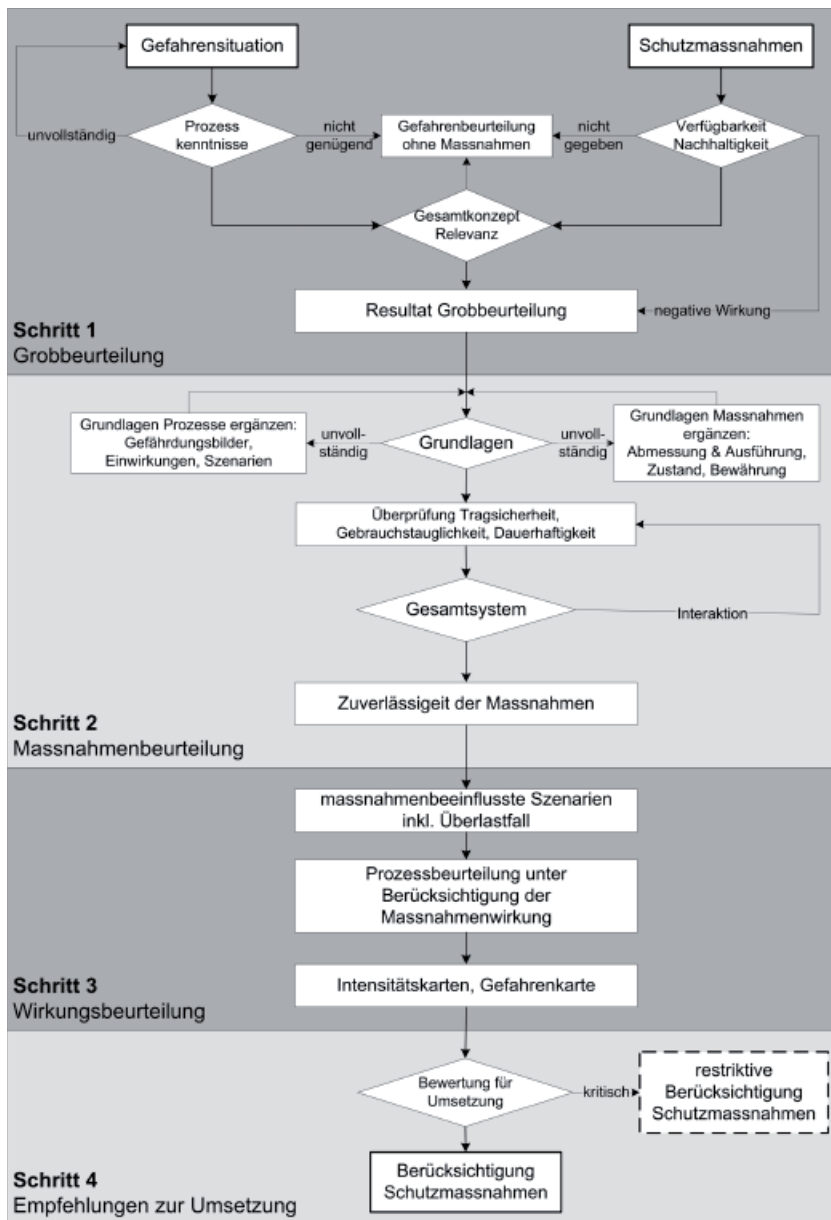 Gefahrensituation
Schutzmassnahmen
unvollständig
Prozess
kenntnisse
nicht
genügend
Gefahrenbeurteilung
ohne Massnahmen
nicht
gegeben
Verfügbarkeit
Nachhaltigkeit
Gesamtkonzept
Relevanz
Resultat Grobbeurteilung
negative Wirkung
Schritt 1
Grobbeurteilung
Grundlagen Prozesse ergänzen:
Gefährdungsbilder,
Einwirkungen, Szenarien
unvoll-
ständig
Grundlagen
unvoll-
ständig
Grundlagen Massnahmen
ergänzen:
Abmessung & Ausführung,
Zustand, Bewährung
Überprüfung Tragsicherheit,
Gebrauchstauglichkeit, Dauerhaftigkeit
Gesamtsystem
Interaktion
Zuverlässigeit der Massnahmen
Schritt 2
Massnahmenbeurteilung
massnahmenbeeinflusste Szenarien
inkl. Überlastfall
Prozessbeurteilung unter
Berücksichtigung der
Massnahmenwirkung
Intensitätskarten, Gefahrenkarte
Schritt 3
Wirkungsbeurteilung
Bewertung für
Umsetzung
kritisch
restriktive
Berücksichtigung
Schutzmassnahmen
Berücksichtigung
Schutzmassnahmen
Schritt 4
Empfehlungen zur Umsetzung